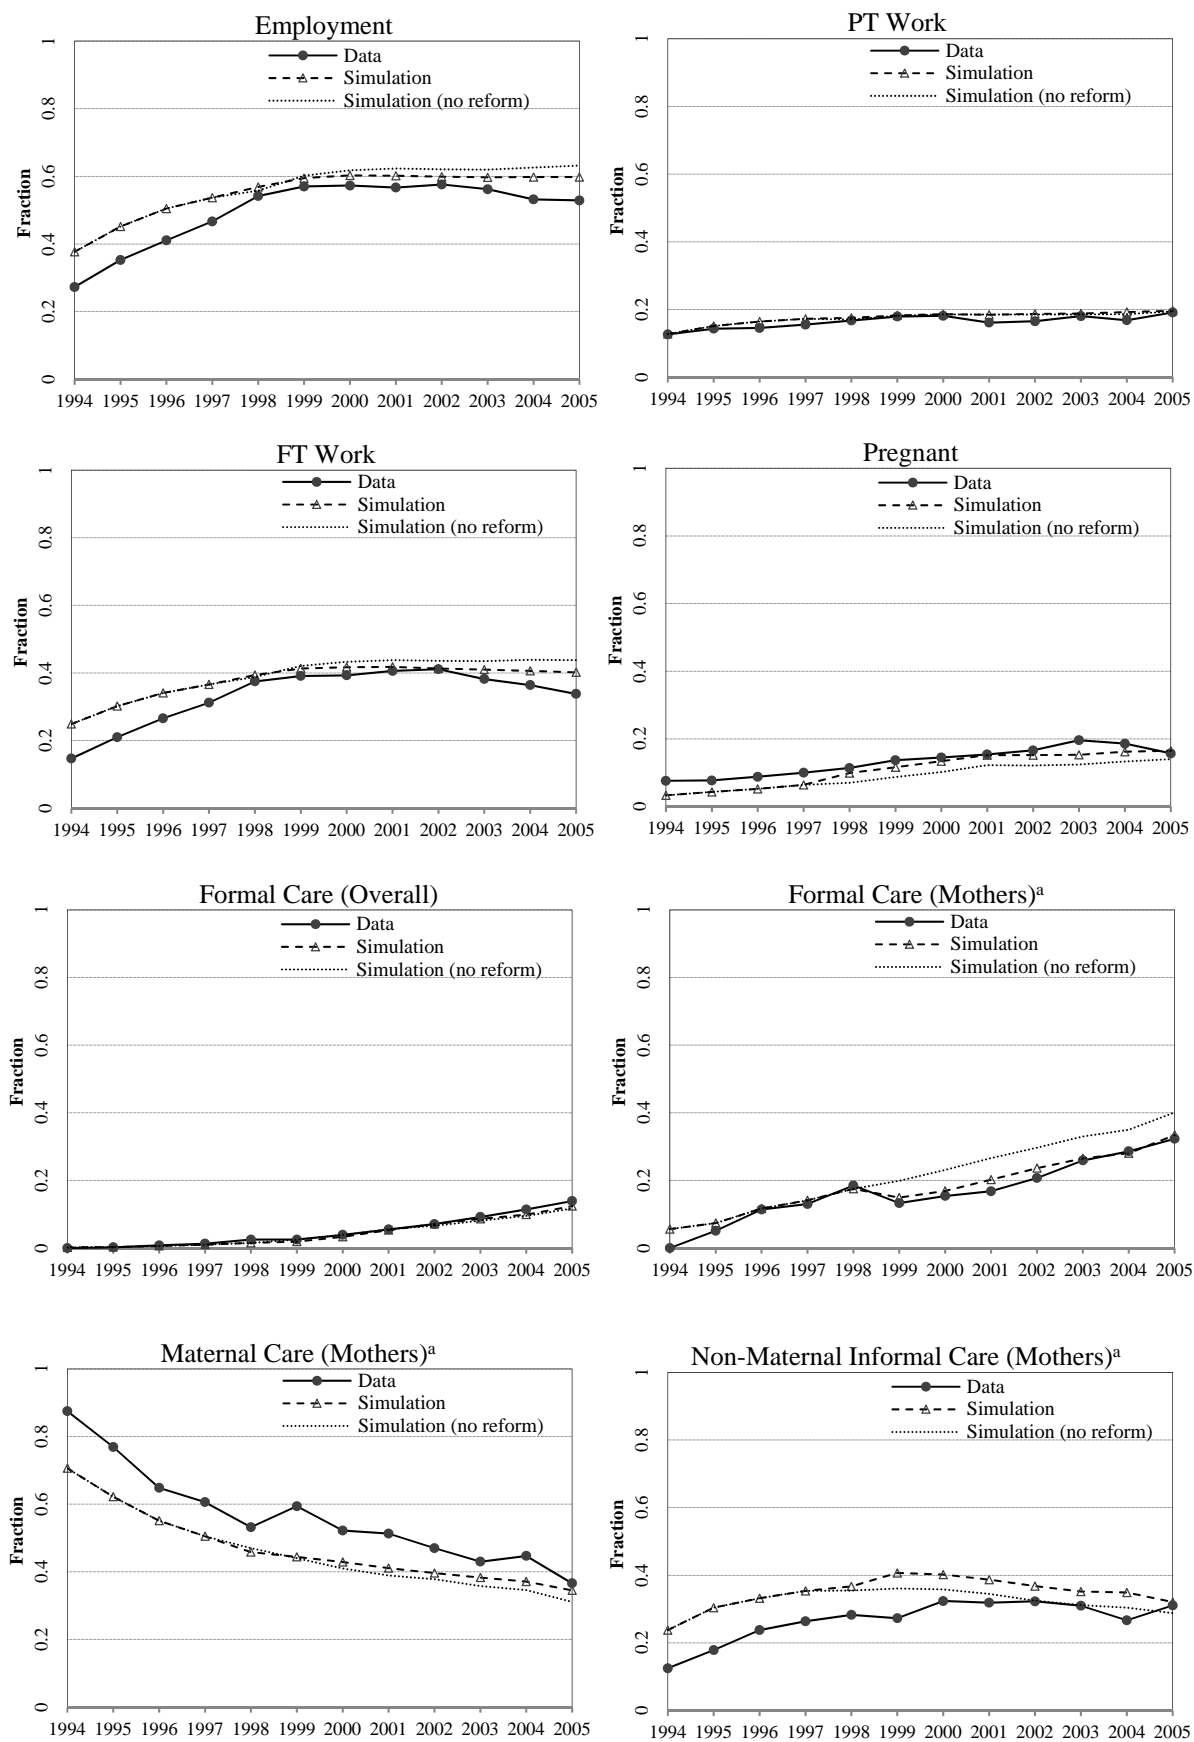 Employment
Data
Simulation
Simulation (no reform)
Fraction
1
0.8
0.6
0.4
0.2
0
1994 1995 1996 1997 1998 1999 2000 2001 2002 2003 2004 2005
PT Work
Data
Simulation
Simulation (no reform)
Fraction
1
0.8
0.6
0.4
0.2
0
1994 1995 1996 1997 1998 1999 2000 2001 2002 2003 2004 2005
FT Work
Data
Simulation
Simulation (no reform)
Fraction
1
0.8
0.6
0.4
0.2
0
1994 1995 1996 1997 1998 1999 2000 2001 2002 2003 2004 2005
Pregnant
Data
Simulation
Simulation (no reform)
Fraction
1
0.8
0.6
0.4
0.2
0
1994 1995 1996 1997 1998 1999 2000 2001 2002 2003 2004 2005
Formal Care (Overall)
Data
Simulation
Simulation (no reform)
Fraction
1
0.8
0.6
0.4
0.2
0
1994 1995 1996 1997 1998 1999 2000 2001 2002 2003 2004 2005
Formal Care (Mothers)ᵃ
Data
Simulation
Simulation (no reform)
Fraction
1
0.8
0.6
0.4
0.2
0
1994 1995 1996 1997 1998 1999 2000 2001 2002 2003 2004 2005
Maternal Care (Mothers)ᵃ
Data
Simulation
Simulation (no reform)
Fraction
1
0.8
0.6
0.4
0.2
0
1994 1995 1996 1997 1998 1999 2000 2001 2002 2003 2004 2005
Non-Maternal Informal Care (Mothers)ᵃ
Data
Simulation
Simulation (no reform)
Fraction
1
0.8
0.6
0.4
0.2
0
1994 1995 1996 1997 1998 1999 2000 2001 2002 2003 2004 2005